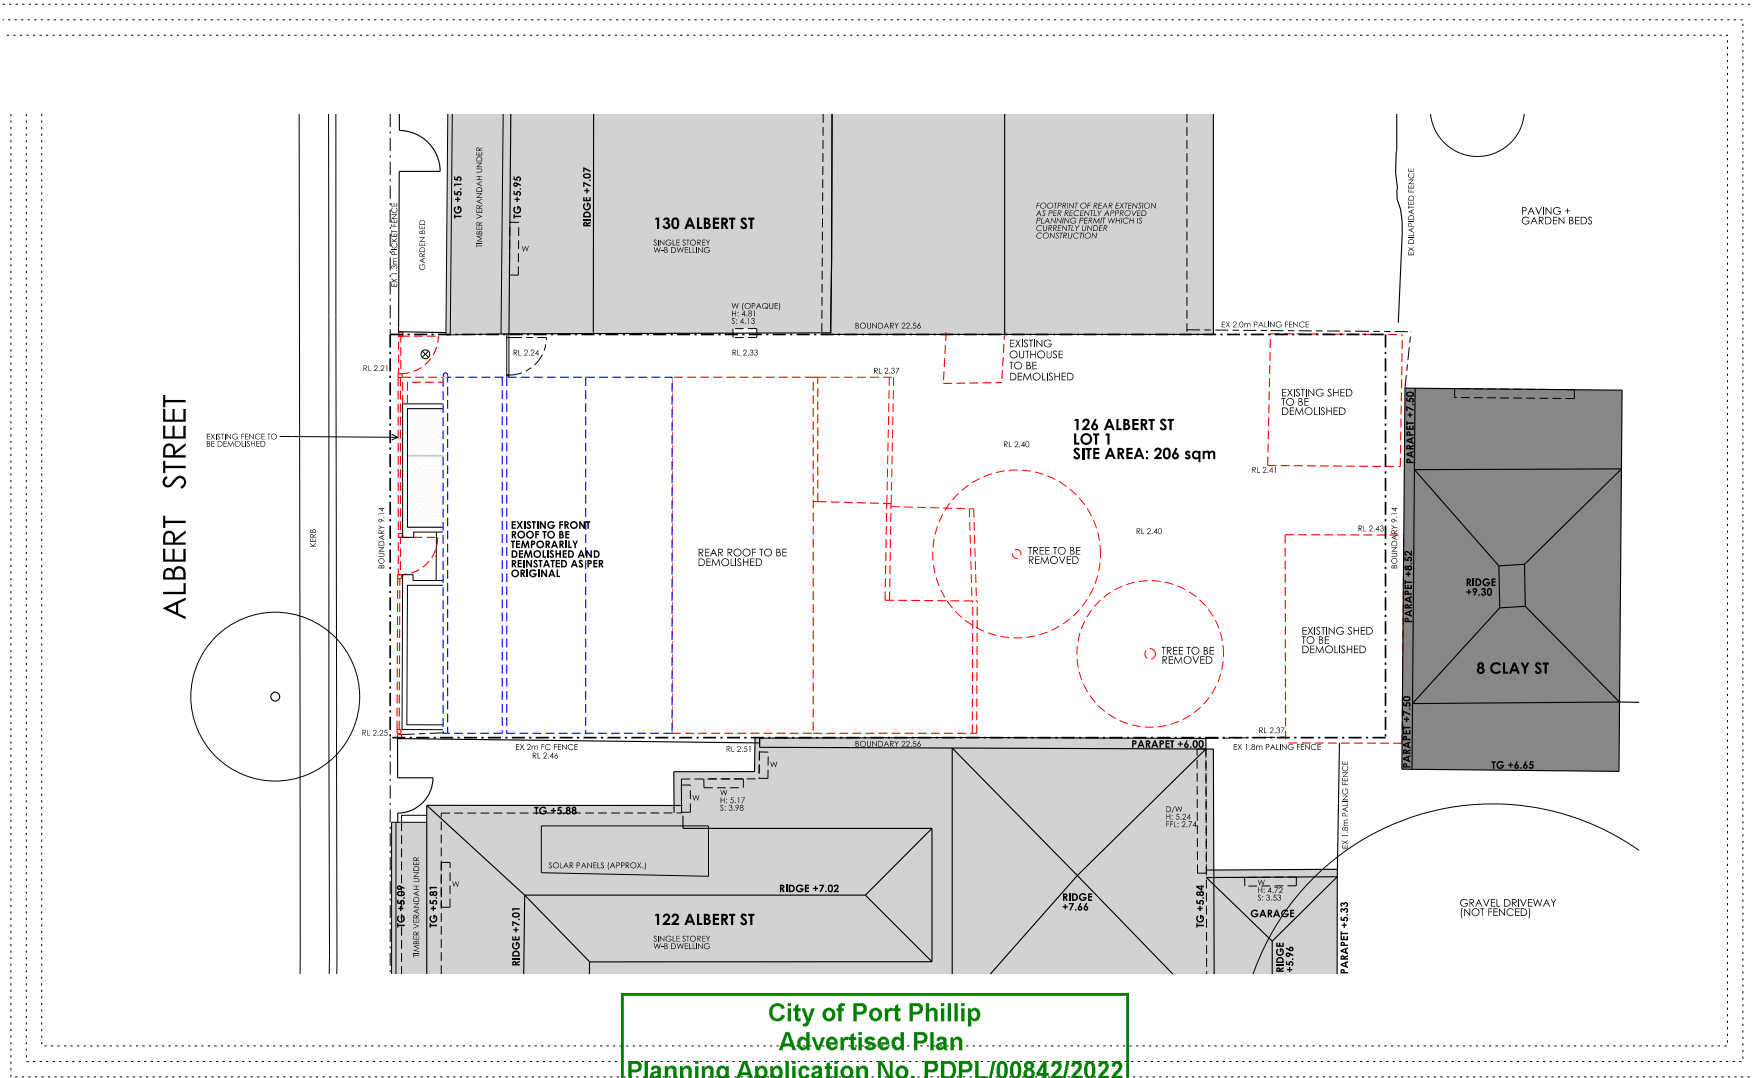 ALBERT STREET
KERB
EX 1.3m PICKET FENCE
GARDEN BED
TG +5.15
TIMBER VERANDAH UNDER
TG +5.95
W
RIDGE +7.07
130 ALBERT ST
SINGLE STOREY
W-B DWELLING
W (OPAQUE)
H: 4.81
S: 4.13
FOOTPRINT OF REAR EXTENSION
AS PER RECENTLY APPROVED
PLANNING PERMIT WHICH IS
CURRENTLY UNDER
CONSTRUCTION
EX DILAPIDATED FENCE
PAVING +
GARDEN BEDS
BOUNDARY 22.56
EX 2.0m PALING FENCE
RL 2.21
RL 2.24
RL 2.33
RL 2.37
EXISTING
OUTHOUSE
TO BE
DEMOLISHED
EXISTING SHED
TO BE
DEMOLISHED
EXISTING FENCE TO
BE DEMOLISHED
126 ALBERT ST
LOT 1
SITE AREA: 206 sqm
RL 2.40
RL 2.41
PARAPET +7.50
BOUNDARY 9.14
EXISTING FRONT
ROOF TO BE
TEMPORARILY
DEMOLISHED AND
REINSTATED AS PER
ORIGINAL
REAR ROOF TO BE
DEMOLISHED
TREE TO BE
REMOVED
RL 2.40
RL 2.43
BOUNDARY 9.14
PARAPET +8.52
RIDGE
+9.30
EXISTING SHED
TO BE
DEMOLISHED
TREE TO BE
REMOVED
8 CLAY ST
PARAPET +7.50
TG +6.65
RL 2.25
RL 2.37
EX 2m FC FENCE
RL 2.46
RL 2.51
BOUNDARY 22.56
PARAPET +6.00
EX 1.8m PALING FENCE
W
W
W
H: 5.17
S: 3.98
TG +5.88
SOLAR PANELS (APPROX.)
D/W
H: 5.24
FFL: 2.74
EX 1.8m PALING FENCE
TG +5.09
TIMBER VERANDAH UNDER
TG +5.81
W
RIDGE +7.01
RIDGE +7.02
122 ALBERT ST
SINGLE STOREY
W-B DWELLING
RIDGE
+7.66
TG +5.84
W
H: 4.72
S: 3.53
GARAGE
RIDGE
+5.96
PARAPET +5.33
GRAVEL DRIVEWAY
(NOT FENCED)
City of Port Phillip
Advertised Plan
Planning Application No. PDPL/00842/2022